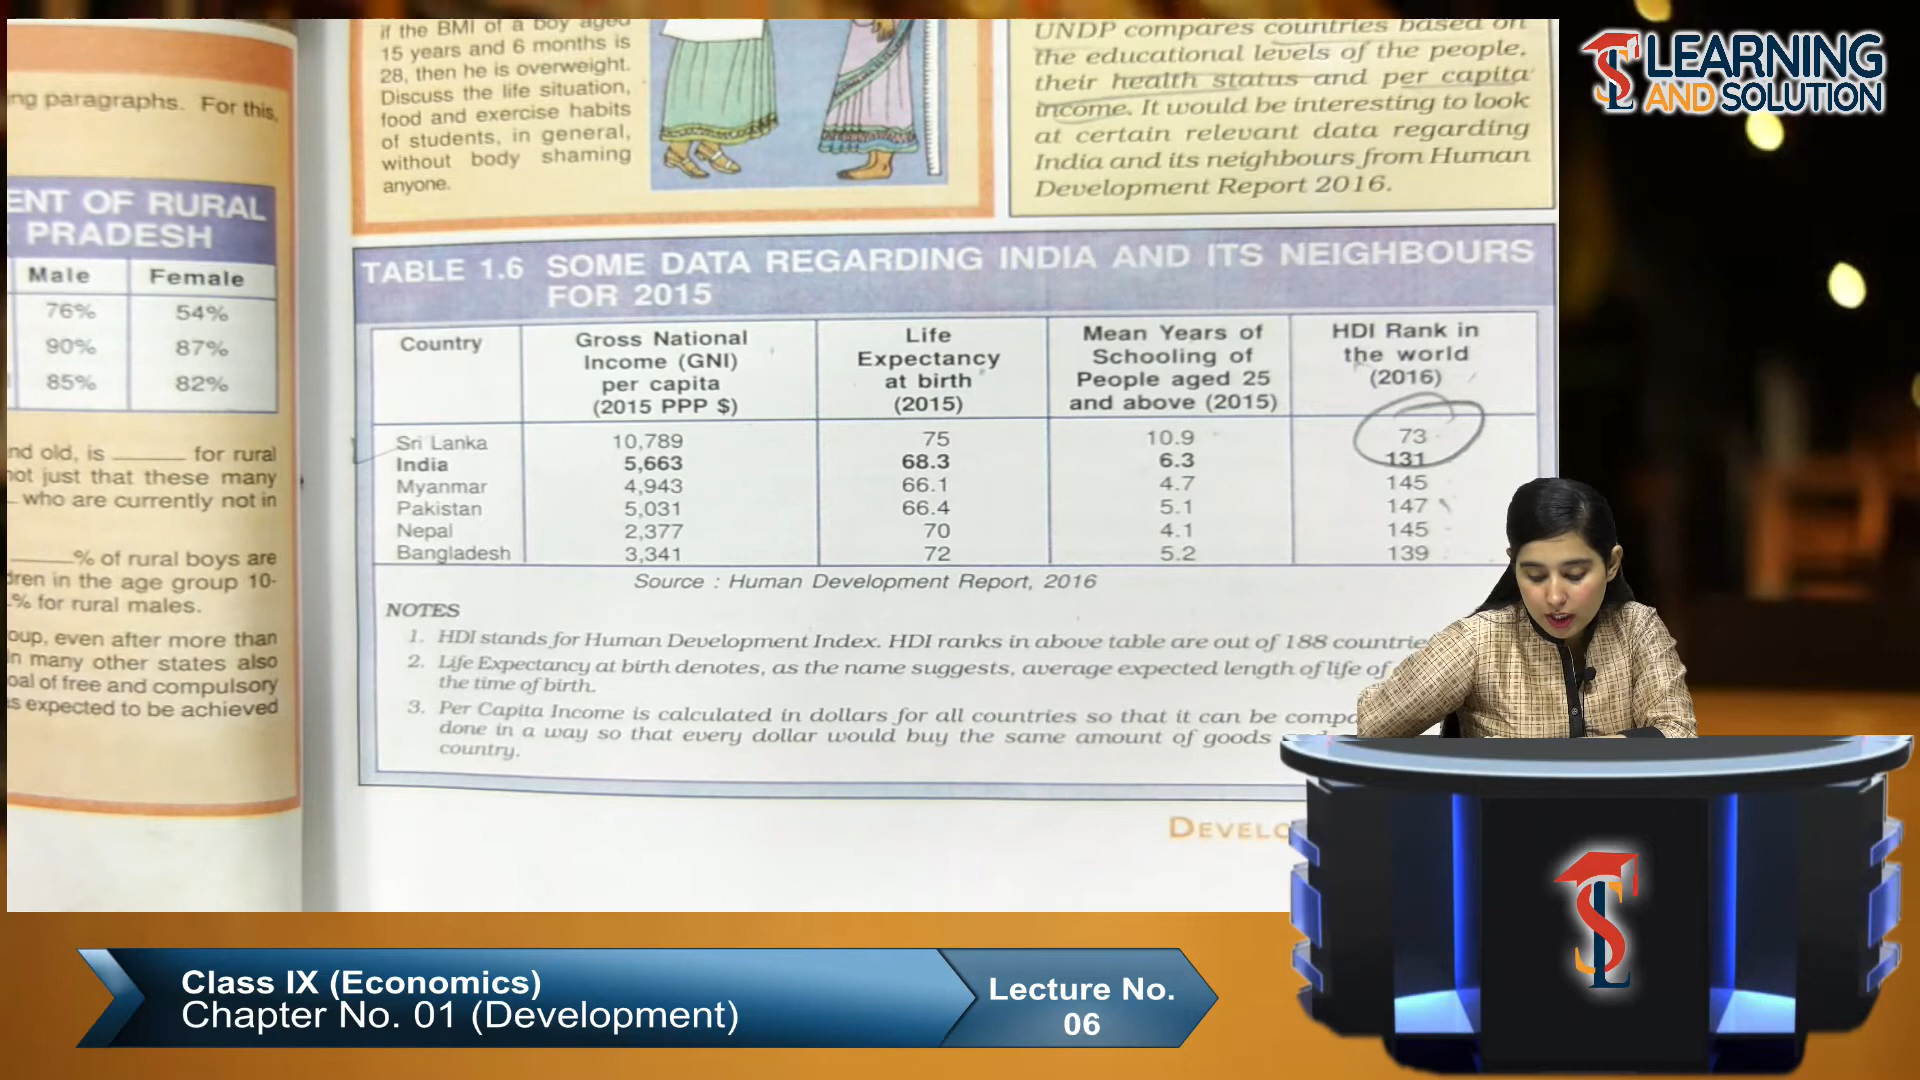 if the BMI of a boy aged
15 years and 6 months is
28, then he is overweight.
Discuss the life situation,
food and exercise habits
of students, in general,
without body shaming
anyone.
UNDP compares countries based on
the educational levels of the people,
their health status and per capita
income. It would be interesting to look
at certain relevant data regarding
India and its neighbours from Human
Development Report 2016.
LEARNING
AND SOLUTION
ng paragraphs. For this,
ENT OF RURAL
PRADESH
Male Female
76% 54%
90% 87%
85% 82%
nd old, is ______ for rural
not just that these many
who are currently not in
_____% of rural boys are
dren in the age group 10-
% for rural males.
oup, even after more than
in many other states also
oal of free and compulsory
s expected to be achieved
TABLE 1.6 SOME DATA REGARDING INDIA AND ITS NEIGHBOURS
FOR 2015
Country
Gross National
Income (GNI)
per capita
(2015 PPP $)
Life
Expectancy
at birth
(2015)
Mean Years of
Schooling of
People aged 25
and above (2015)
HDI Rank in
the world
(2016)
Sri Lanka 10,789 75 10.9 73
India 5,663 68.3 6.3 131
Myanmar 4,943 66.1 4.7 145
Pakistan 5,031 66.4 5.1 147
Nepal 2,377 70 4.1 145
Bangladesh 3,341 72 5.2 139
Source : Human Development Report, 2016
NOTES
1. HDI stands for Human Development Index. HDI ranks in above table are out of 188 countrie
2. Life Expectancy at birth denotes, as the name suggests, average expected length of life of
the time of birth.
3. Per Capita Income is calculated in dollars for all countries so that it can be compa
done in a way so that every dollar would buy the same amount of goods
country.
DEVELO
Class IX (Economics)
Chapter No. 01 (Development)
Lecture No.
06